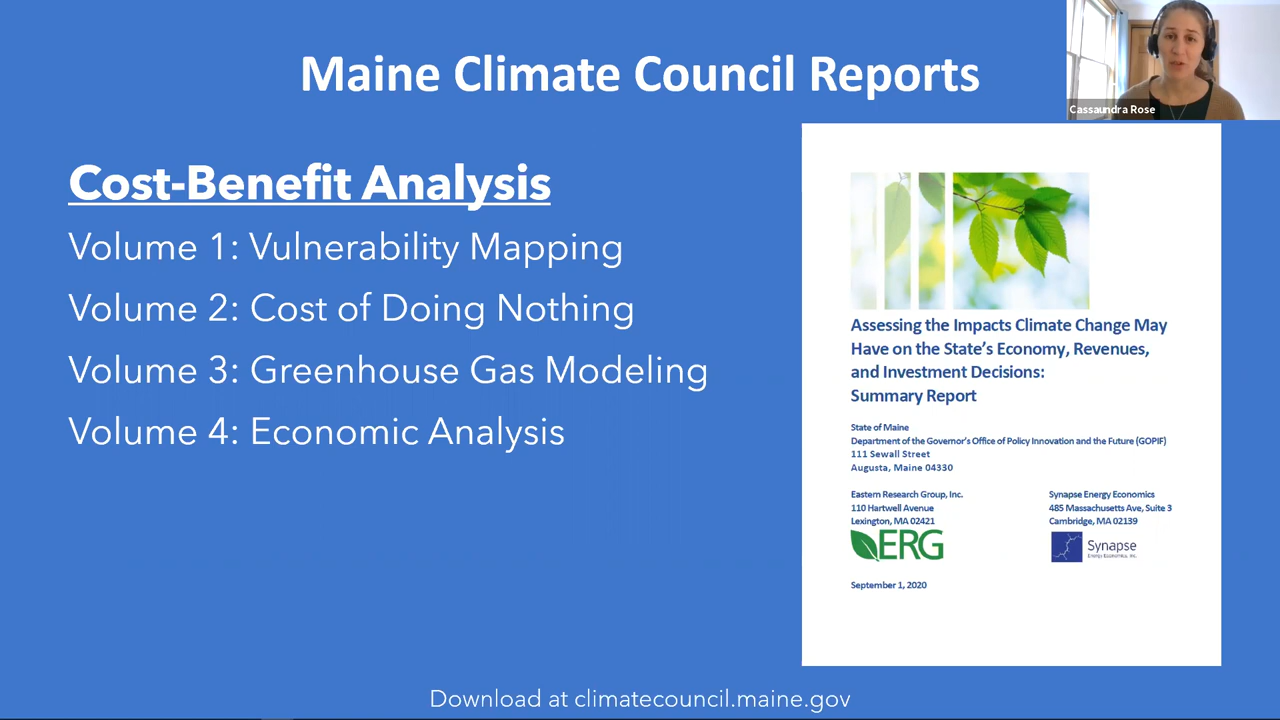 Maine Climate Council Reports
Cassaundra Rose
Cost-Benefit Analysis
Volume 1: Vulnerability Mapping
Volume 2: Cost of Doing Nothing
Volume 3: Greenhouse Gas Modeling
Volume 4: Economic Analysis
Assessing the Impacts Climate Change May
Have on the State's Economy, Revenues,
and Investment Decisions:
Summary Report
State of Maine
Department of the Governor's Office of Policy Innovation and the Future (GOPIF)
111 Sewall Street
Augusta, Maine 04330
Eastern Research Group, Inc.
110 Hartwell Avenue
Lexington, MA 02421
ERG
Synapse Energy Economics
485 Massachusetts Ave, Suite 3
Cambridge, MA 02139
Synapse
Energy Economics, Inc.
September 1, 2020
Download at climatecouncil.maine.gov